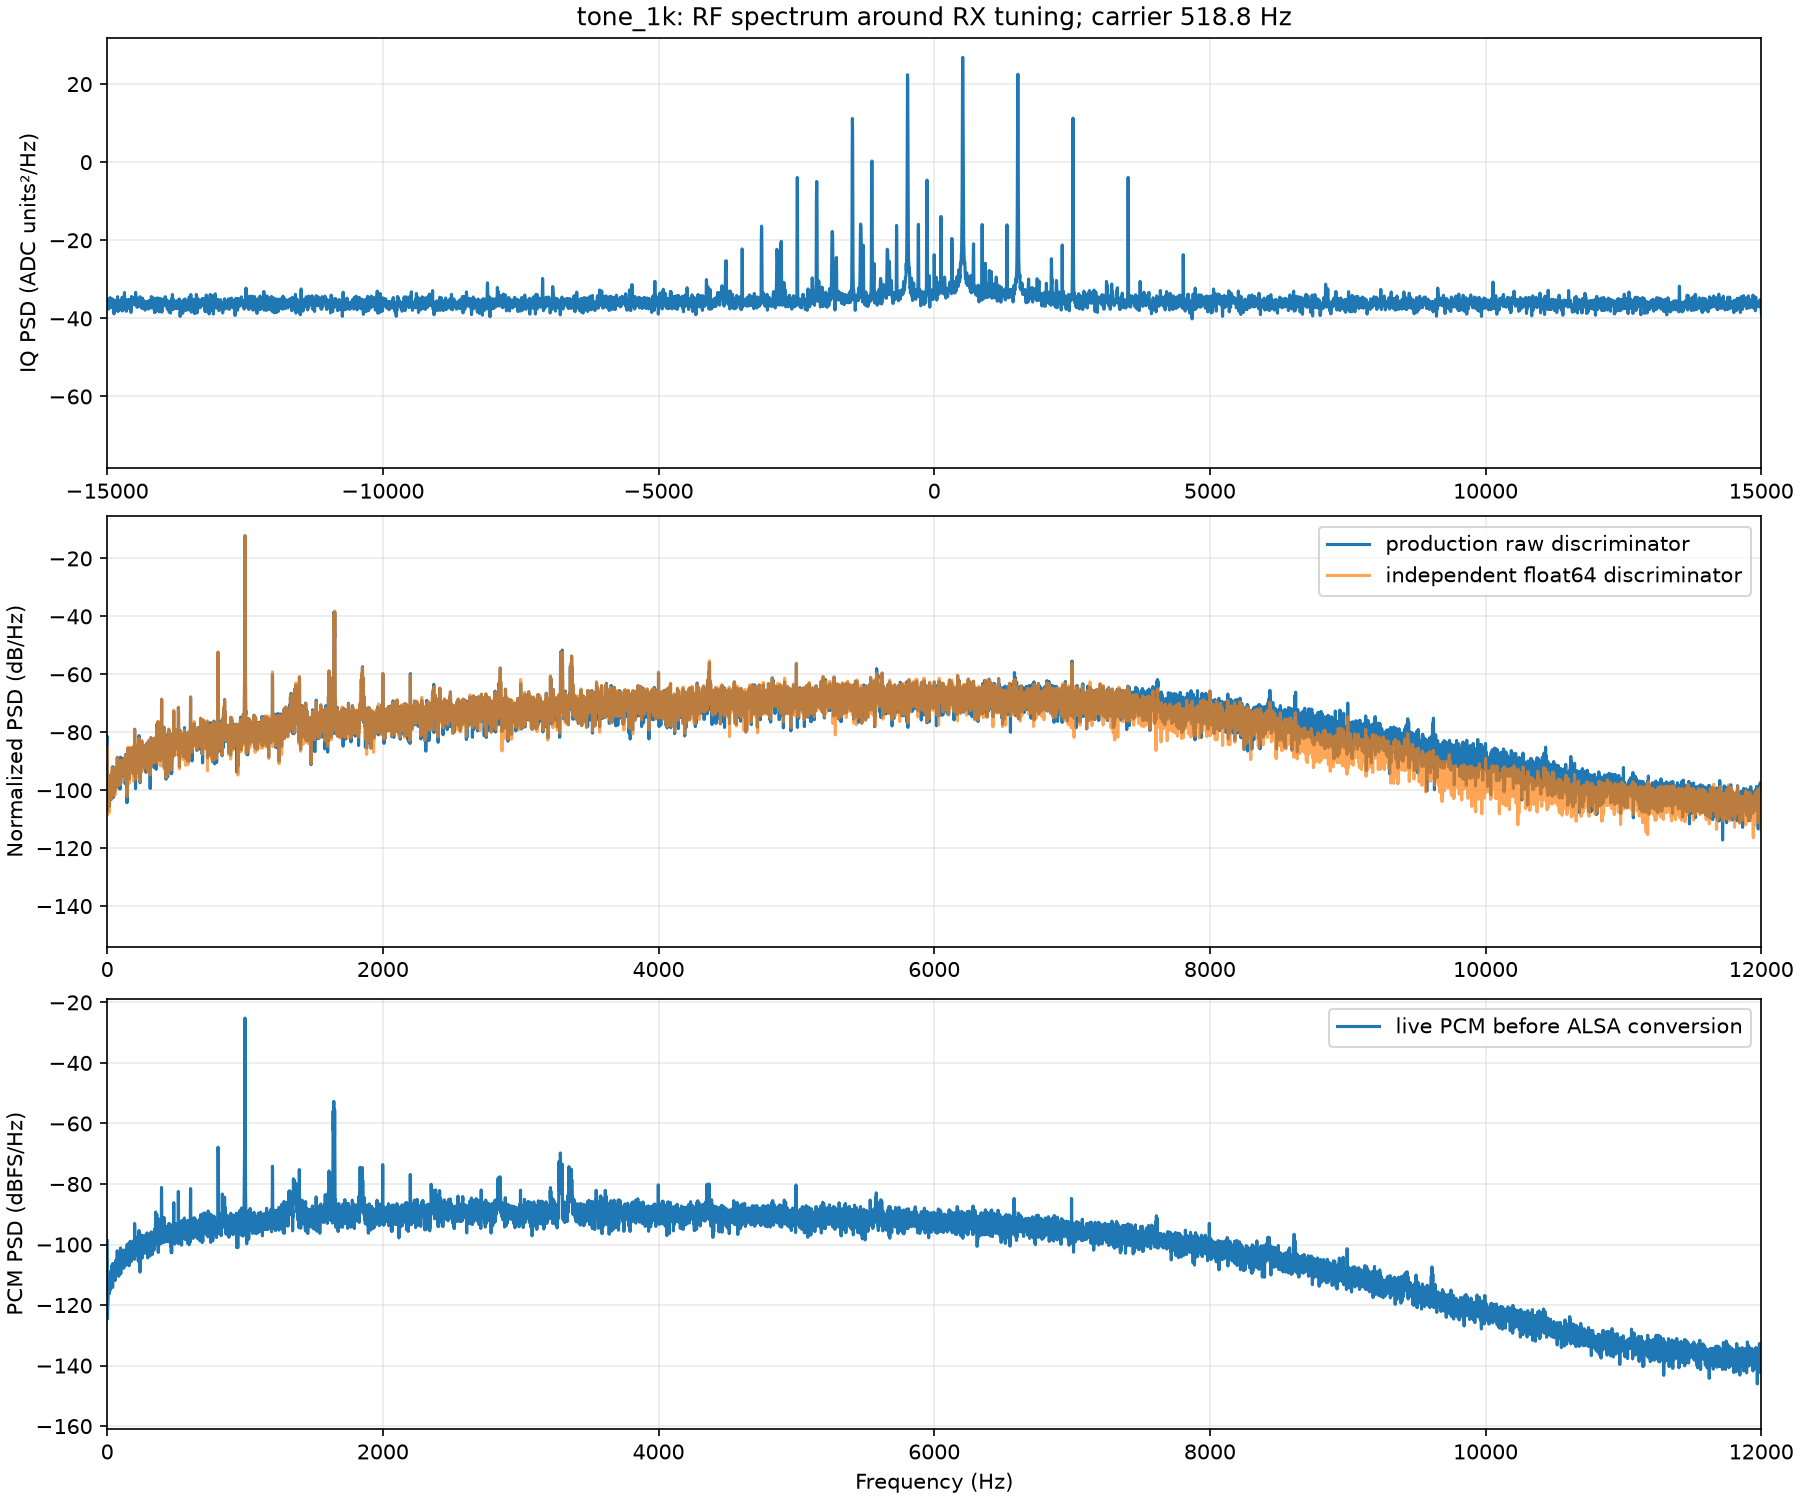 tone_1k: RF spectrum around RX tuning; carrier 518.8 Hz
IQ PSD (ADC units²/Hz)
20
0
−20
−40
−60
−15000 −10000 −5000 0 5000 10000 15000
Normalized PSD (dB/Hz)
production raw discriminator
independent float64 discriminator
−20
−40
−60
−80
−100
−120
−140
0 2000 4000 6000 8000 10000 12000
PCM PSD (dBFS/Hz)
live PCM before ALSA conversion
−20
−40
−60
−80
−100
−120
−140
−160
0 2000 4000 6000 8000 10000 12000
Frequency (Hz)